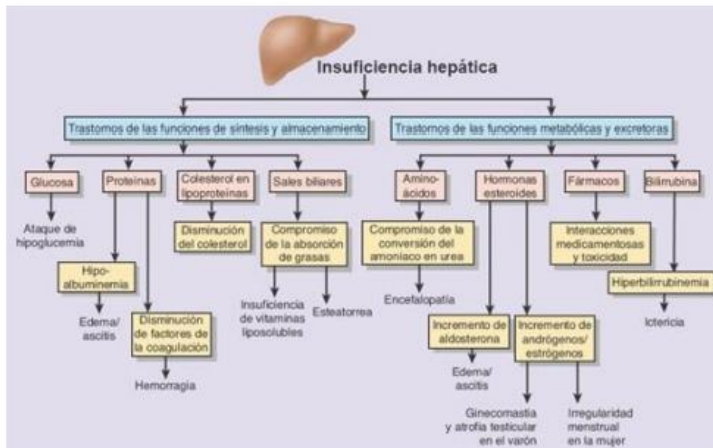 Insuficiencia hepática
Trastornos de las funciones de síntesis y almacenamiento
Trastornos de las funciones metabólicas y excretoras
Glucosa
Proteínas
Colesterol en
lipoproteínas
Sales biliares
Amino-
ácidos
Hormonas
esteroides
Fármacos
Bilirrubina
Ataque de
hipoglucemia
Hipo-
albuminemia
Edema/
ascitis
Disminución
de factores de
la coagulación
Hemorragia
Disminución
del colesterol
Compromiso
de la absorción
de grasas
Insuficiencia
de vitaminas
liposolubles
Esteatorrea
Compromiso de la
conversión del
amoníaco en urea
Encefalopatía
Incremento de
aldosterona
Edema/
ascitis
Incremento de
andrógenos/
estrógenos
Ginecomastia
y atrofia testicular
en el varón
Irregularidad
menstrual
en la mujer
Interacciones
medicamentosas
y toxicidad
Hiperbilirrubinemia
Ictericia